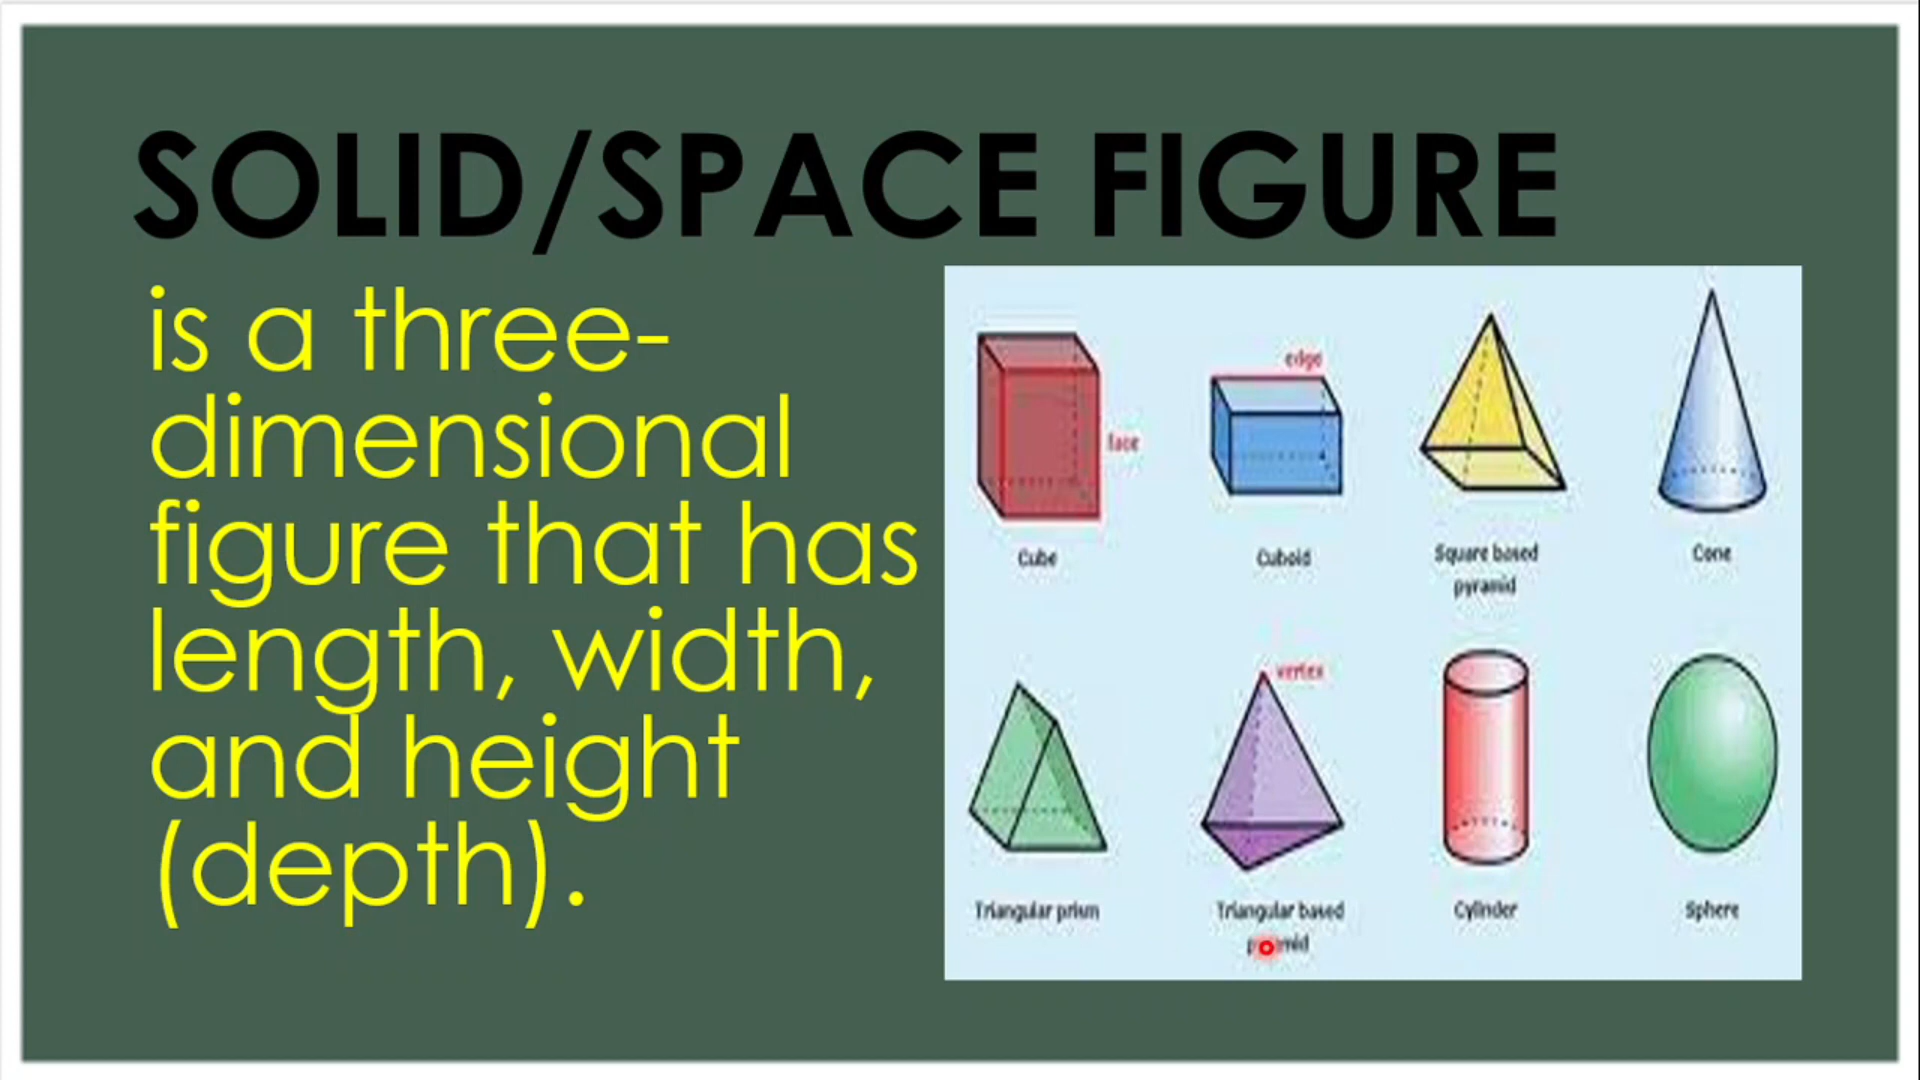 SOLID/SPACE FIGURE
is a three-
dimensional
figure that has
length, width,
and height
(depth).
edge
face
Cube
Cuboid
Square based
pyramid
Cone
vertex
Triangular prism
Triangular based
Cylinder
Sphere